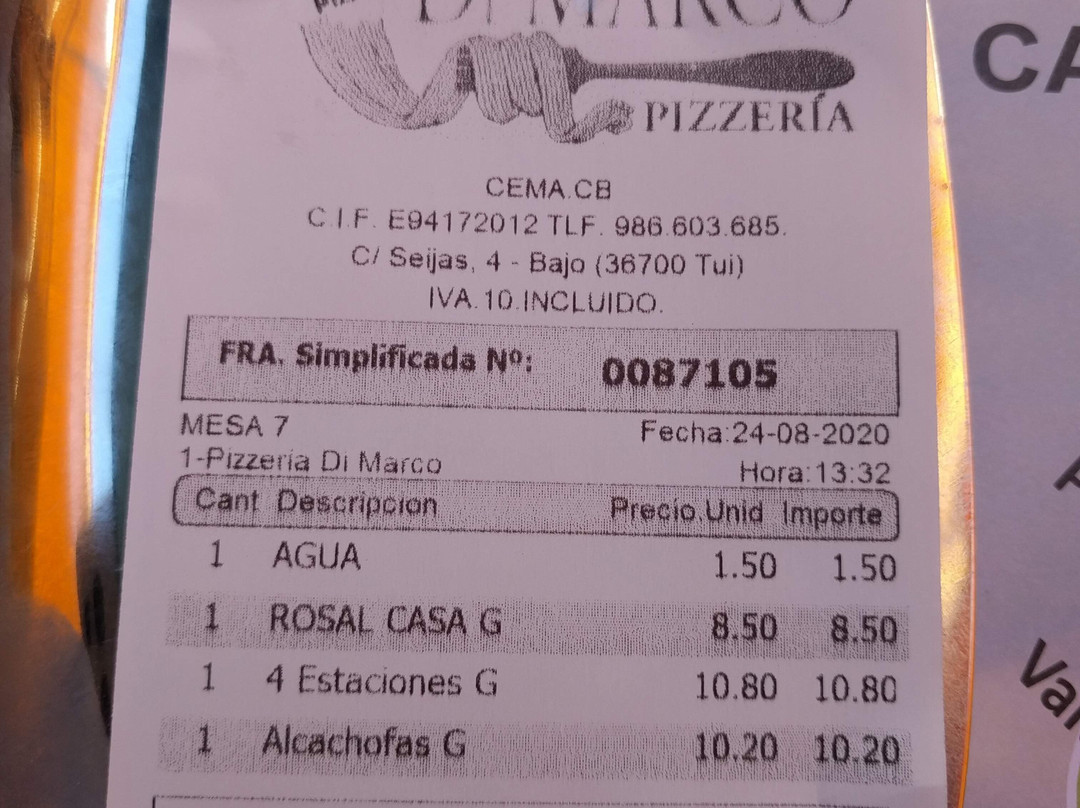 DI MARCO
PIZZERÍA
CEMA.CB
C.I.F. E94172012 TLF. 986.603.685.
C/ Seijas, 4 - Bajo (36700 Tui)
IVA.10.INCLUIDO.
FRA. Simplificada Nº: 0087105
MESA 7 Fecha:24-08-2020
1-Pizzeria Di Marco Hora:13:32
Cant Descripcion Precio.Unid Importe
1 AGUA 1.50 1.50
1 ROSAL CASA G 8.50 8.50
1 4 Estaciones G 10.80 10.80
1 Alcachofas G 10.20 10.20